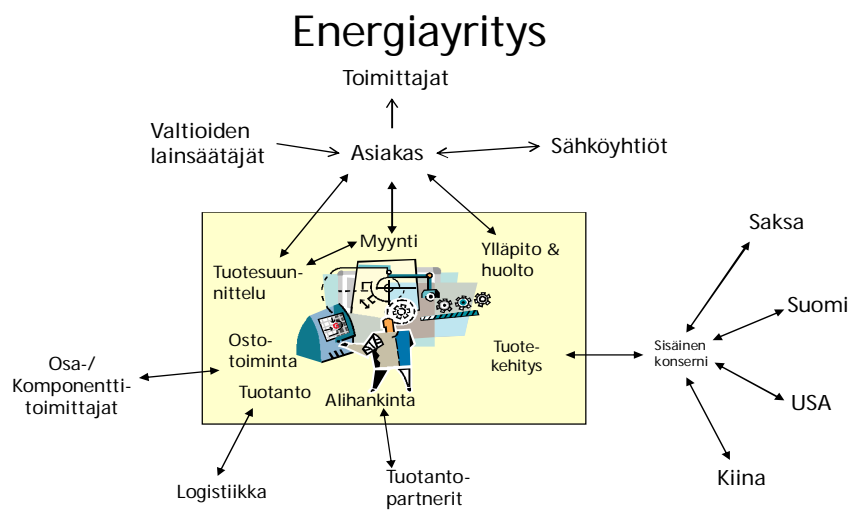 Energiayritys
Toimittajat
Valtioiden
lainsäätäjät
Asiakas
Sähköyhtiöt
Myynti
Ylläpito &
huolto
Tuotesuun-
nittelu
Saksa
Suomi
Osto-
toiminta
Tuote-
kehitys
Sisäinen
konserni
Osa-/
Komponentti-
toimittajat
Tuotanto
Alihankinta
USA
Kiina
Logistiikka
Tuotanto-
partnerit